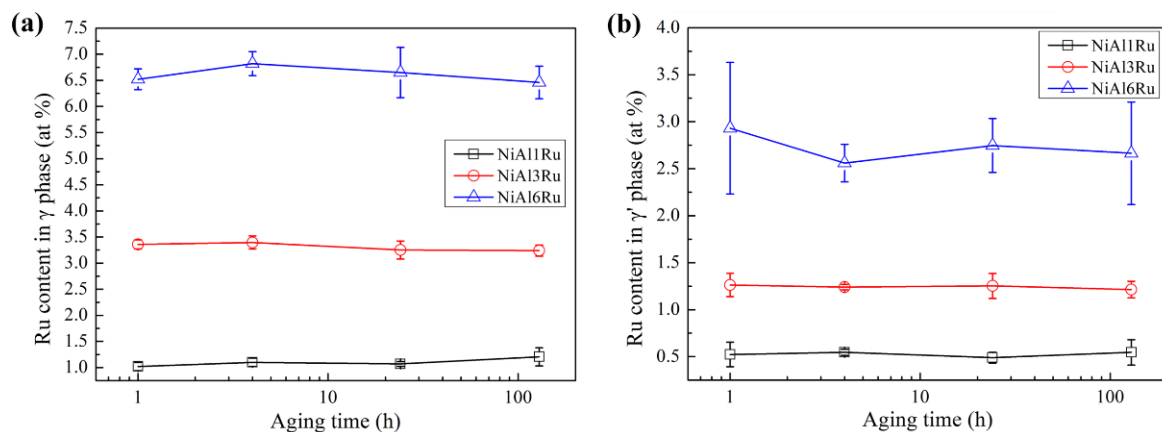 (a)
Ru content in γ phase (at %)
7.5
7.0
6.5
6.0
5.5
5.0
4.5
4.0
3.5
3.0
2.5
2.0
1.5
1.0
NiAl1Ru
NiAl3Ru
NiAl6Ru
1
10
100
Aging time (h)
(b)
Ru content in γ' phase (at %)
4.0
3.5
3.0
2.5
2.0
1.5
1.0
0.5
NiAl1Ru
NiAl3Ru
NiAl6Ru
1
10
100
Aging time (h)